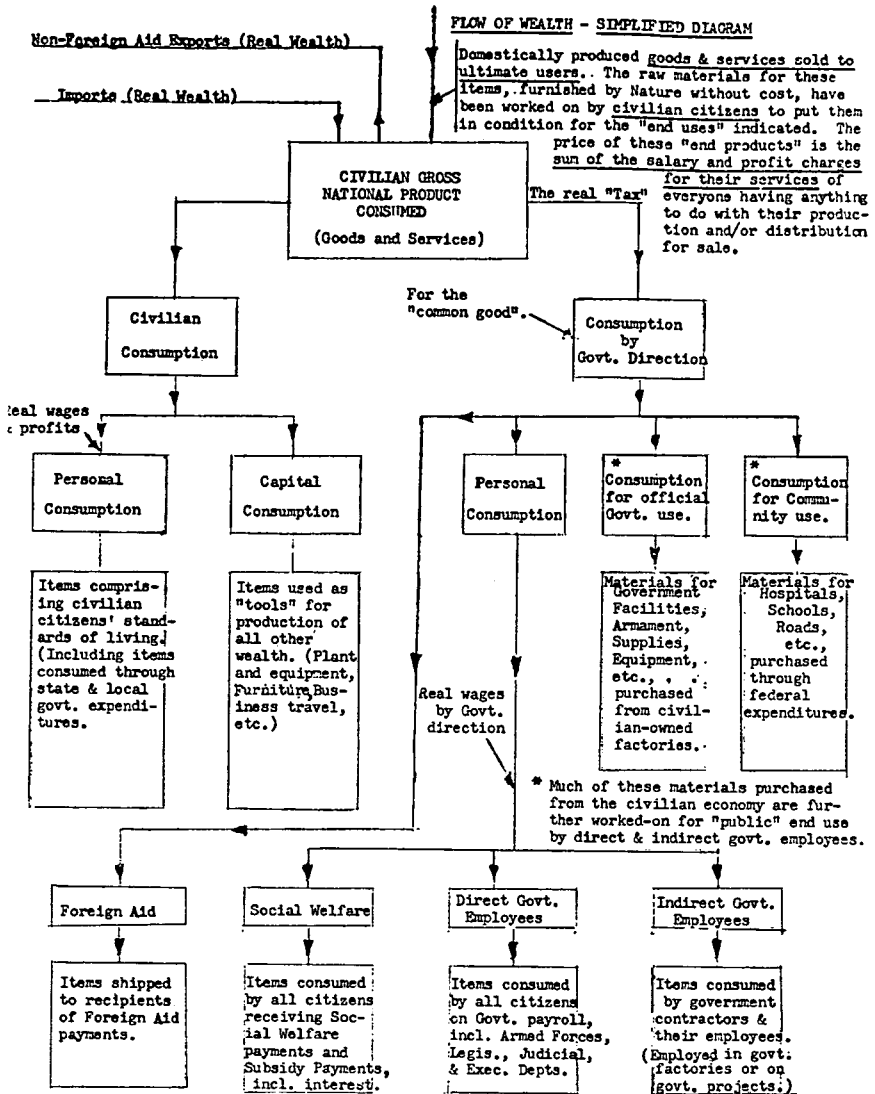 FLOW OF WEALTH - SIMPLIFIED DIAGRAM
Non-Foreign Aid Exports (Real Wealth)
Imports (Real Wealth)
Domestically produced goods & services sold to
ultimate users. The raw materials for these
items, furnished by Nature without cost, have
been worked on by civilian citizens to put them
in condition for the "end uses" indicated. The
price of these "end products" is the
sum of the salary and profit charges
for their services of
everyone having anything
to do with their produc-
tion and/or distribution
for sale.
CIVILIAN GROSS
NATIONAL PRODUCT
CONSUMED
(Goods and Services)
The real "Tax"
Civilian
Consumption
For the
"common good".
Consumption
by
Govt. Direction
eal wages
& profits
Personal
Consumption
Capital
Consumption
Personal
Consumption
*
Consumption
for official
Govt. use.
*
Consumption
for Commu-
nity use.
Items compris-
ing civilian
citizens' stand-
ards of living.
(Including items
consumed through
state & local
govt. expendi-
tures.
Items used as
"tools" for
production of
all other
wealth. (Plant
and equipment,
Furniture,Bus-
iness travel,
etc.)
Real wages
by Govt.
direction
Materials for
Government
Facilities,
Armament,
Supplies,
Equipment,
etc.,
purchased
from civil-
ian-owned
factories.
Materials for
Hospitals,
Schools,
Roads,
etc.,
purchased
through
federal
expenditures.
* Much of these materials purchased
from the civilian economy are fur-
ther worked-on for "public" end use
by direct & indirect govt. employees.
Foreign Aid
Social Welfare
Direct Govt.
Employees
Indirect Govt.
Employees
Items shipped
to recipients
of Foreign Aid
payments.
Items consumed
by all citizens
receiving Soc-
ial Welfare
payments and
Subsidy Payments,
incl. interest.
Items consumed
by all citizens
on Govt. payroll,
incl. Armed Forces,
Legis., Judicial,
& Exec. Depts.
Items consumed
by government
contractors &
their employees.
(Employed in govt.
factories or on
govt. projects.)